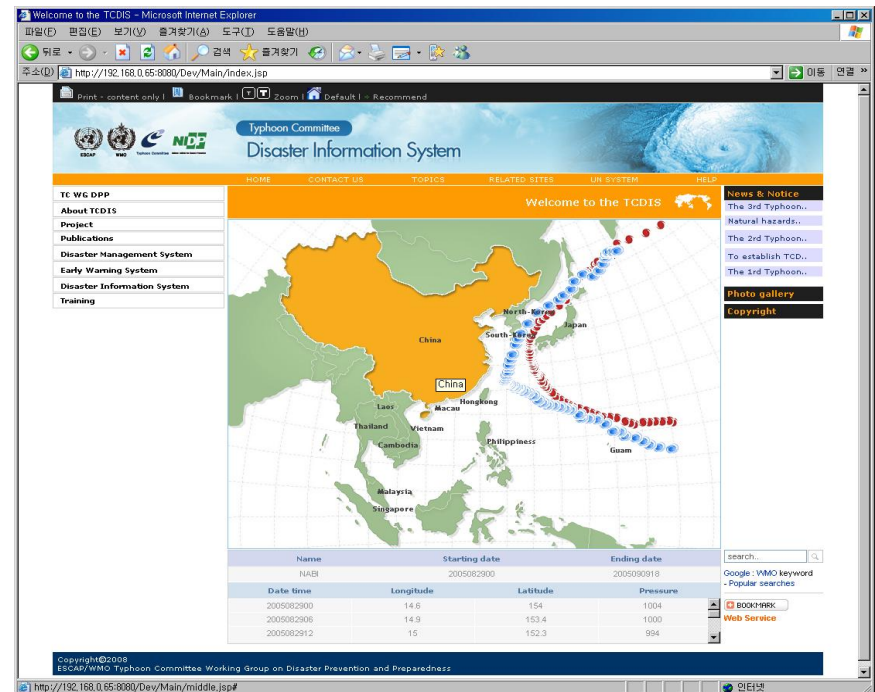 Welcome to the TCDIS - Microsoft Internet Explorer
파일(F) 편집(E) 보기(V) 즐겨찾기(A) 도구(T) 도움말(H)
뒤로 검색 즐겨찾기
주소(D) http://192,168,0,65:8080/Dev/Main/index.jsp 이동 연결 »
Print - content only | Bookmark | T T Zoom | Default | Recommend
ESCAP WMO Typhoon Committee NIDP
Typhoon Committee
Disaster Information System
HOME CONTACT US TOPICS RELATED SITES UN SYSTEM HELP
TC WG DPP
About TCDIS
Project
Publications
Disaster Management System
Early Warning System
Disaster Information System
Training
Welcome to the TCDIS
North-Korea
South-Korea
Japan
China
China
Hongkong
Macau
Laos
Thailand
Vietnam
Cambodia
Philippiness
Guam
Malaysia
Singapore
News & Notice
The 3rd Typhoon..
Natural hazards..
The 2rd Typhoon..
To establish TCD..
The 1rd Typhoon..
Photo gallery
Copyright
Name Starting date Ending date
NABI 2005082900 2005090918
Date time Longitude Latitude Pressure
2005082900 14.6 154 1004
2005082906 14.9 153.4 1000
2005082912 15 152.3 994
search..
Google : WMO keyword
- Popular searches
BOOKMARK
Web Service
Copyright©2008
ESCAP/WMO Typhoon Committee Working Group on Disaster Prevention and Preparedness
http://192,168,0,65:8080/Dev/Main/middle.jsp# 인터넷